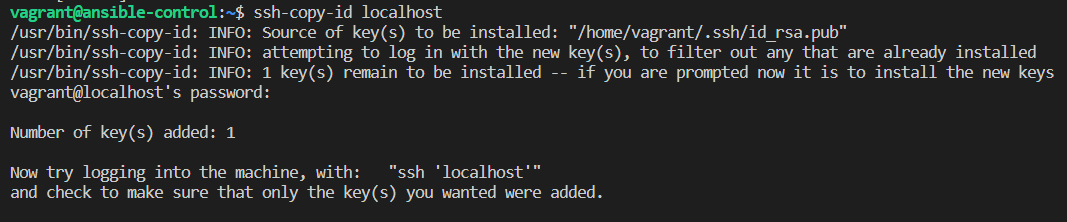 vagrant@ansible-control:~$ ssh-copy-id localhost
/usr/bin/ssh-copy-id: INFO: Source of key(s) to be installed: "/home/vagrant/.ssh/id_rsa.pub"
/usr/bin/ssh-copy-id: INFO: attempting to log in with the new key(s), to filter out any that are already installed
/usr/bin/ssh-copy-id: INFO: 1 key(s) remain to be installed -- if you are prompted now it is to install the new keys
vagrant@localhost's password:
Number of key(s) added: 1
Now try logging into the machine, with:   "ssh 'localhost'"
and check to make sure that only the key(s) you wanted were added.